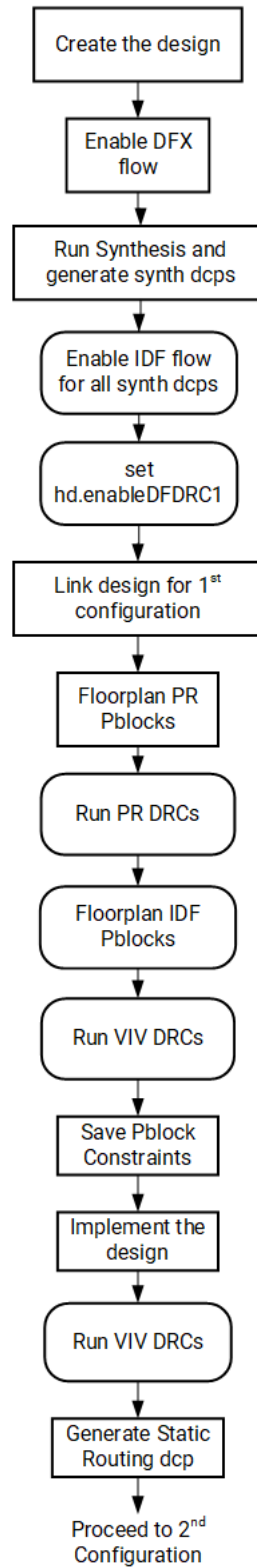 Create the design
Enable DFX
flow
Run Synthesis and
generate synth dcps
Enable IDF flow
for all synth dcps
set
hd.enableDFDRC1
Link design for 1st
configuration
Floorplan PR
Pblocks
Run PR DRCs
Floorplan IDF
Pblocks
Run VIV DRCs
Save Pblock
Constraints
Implement the
design
Run VIV DRCs
Generate Static
Routing dcp
Proceed to 2nd
Configuration